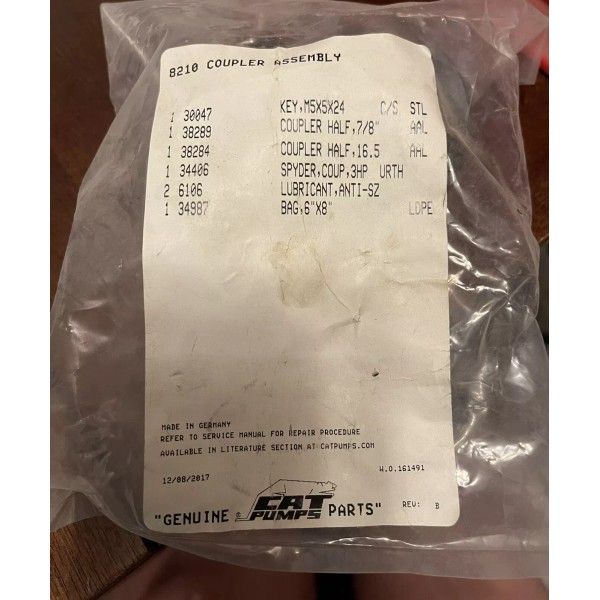 8210 COUPLER ASSEMBLY
1 30047 KEY,M5X5X24 C/S STL
1 38289 COUPLER HALF,7/8" AAL
1 38284 COUPLER HALF,16.5 AHL
1 34406 SPYDER,COUP,3HP URTH
2 6106 LUBRICANT,ANTI-SZ
1 34987 BAG,6"X8" LDPE
MADE IN GERMANY
REFER TO SERVICE MANUAL FOR REPAIR PROCEDURE
AVAILABLE IN LITERATURE SECTION AT CATPUMPS.COM
12/08/2017 W.O.161491
"GENUINE ® CAT PUMPS PARTS" REV: B